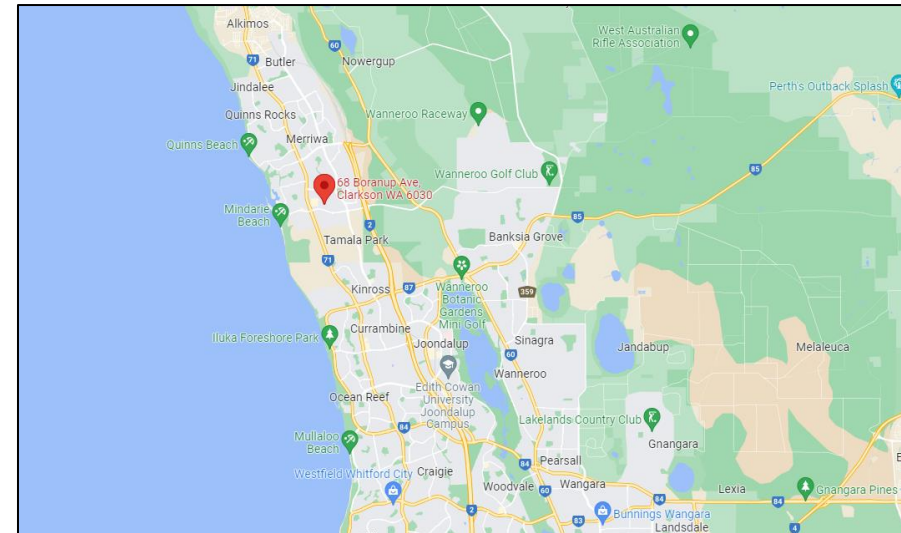 Alkimos
West Australian
Rifle Association
60
Nowergup
71
Butler
Perth's Outback Splash
Jindalee
Quinns Rocks
Wanneroo Raceway
Merriwa
Quinns Beach
85
Wanneroo Golf Club
68 Boranup Ave,
Clarkson WA 6030
Mindarie
Beach
2
85
Tamala Park
Banksia Grove
71
Kinross
87
Wanneroo
Botanic
Gardens
Mini Golf
359
Currambine
Iluka Foreshore Park
Joondalup
Sinagra
Jandabup
Melaleuca
60
Wanneroo
Edith Cowan
University
Joondalup
Campus
Ocean Reef
Lakelands Country Club
84
Mullaloo
Beach
Gnangara
Pearsall
84
Westfield Whitford City
Craigie
Woodvale
60
Wangara
84
Lexia
Gnangara Pines
2
83
Bunnings Wangara
Landsdale
4